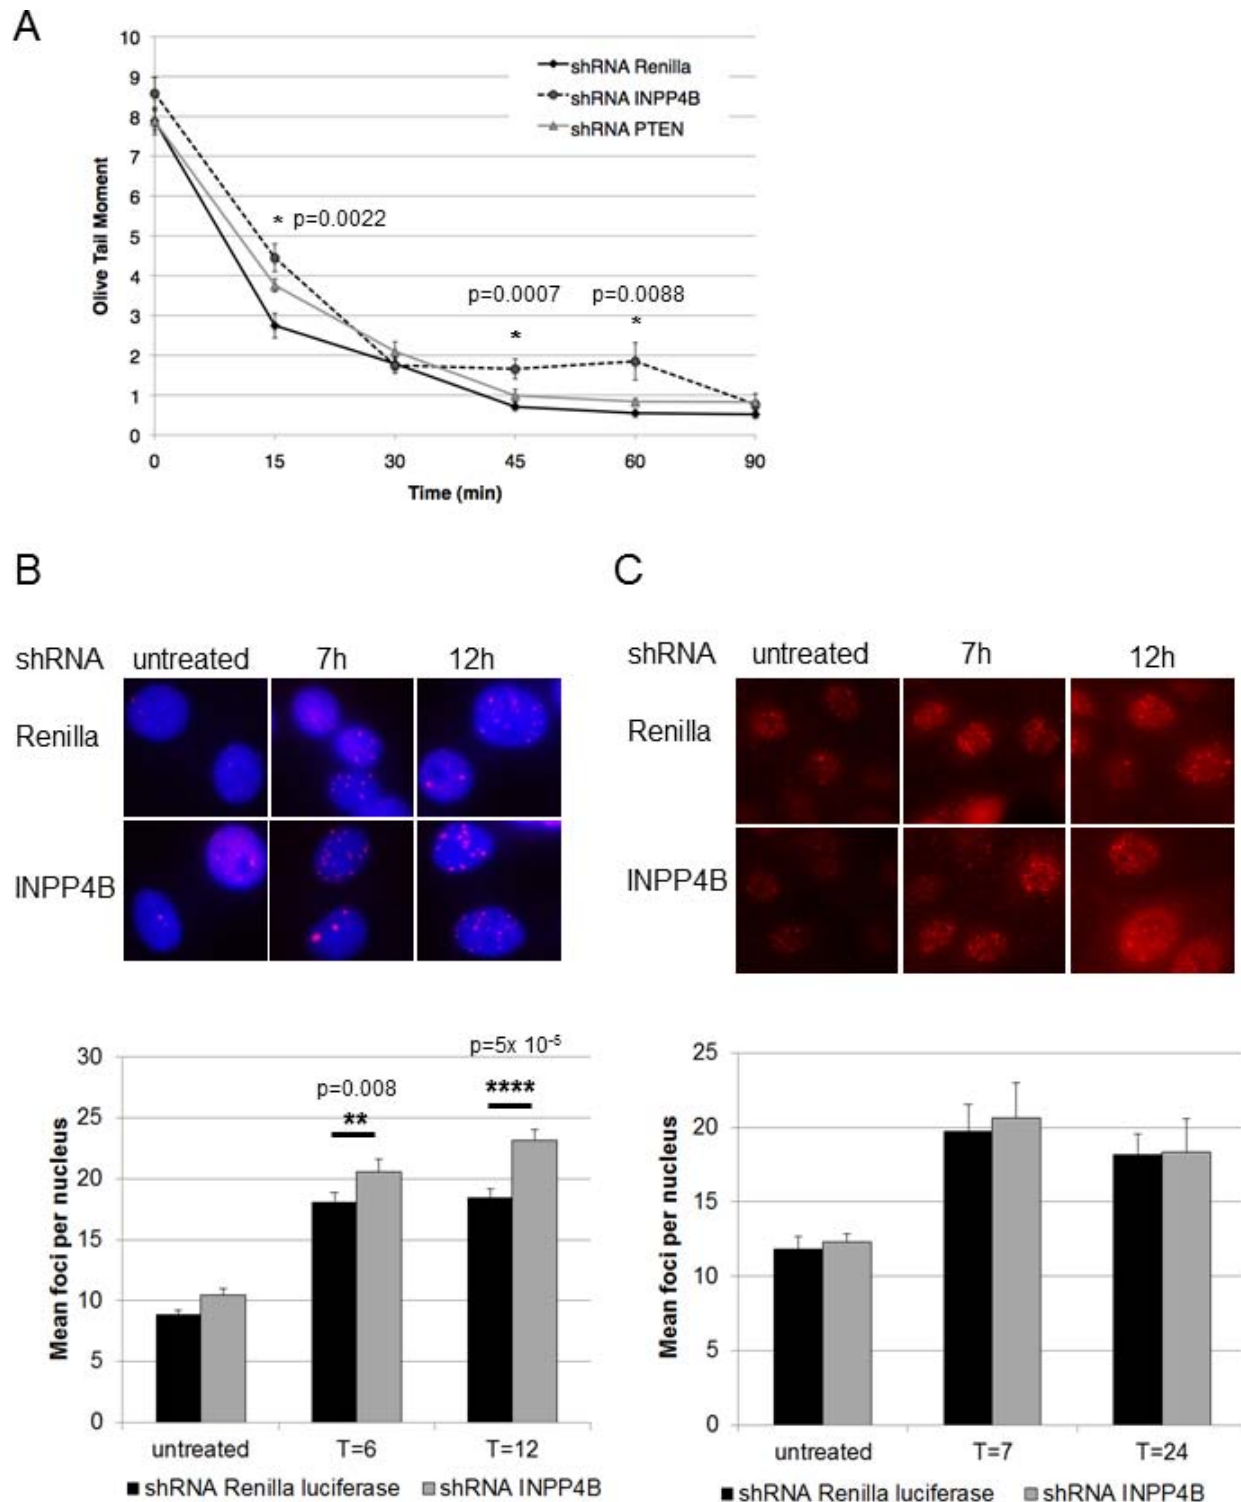 A
10
9
8
7
6
5
4
3
2
1
0
Olive Tail Moment
shRNA Renilla
shRNA INPP4B
shRNA PTEN
* p=0.0022
p=0.0007 p=0.0088
* *
0 15 30 45 60 90
Time (min)
B
shRNA untreated 7h 12h
Renilla
INPP4B
30
25
20
15
10
5
0
Mean foci per nucleus
p=0.008
**
p=5x 10⁻⁵
****
untreated T=6 T=12
shRNA Renilla luciferase shRNA INPP4B
C
shRNA untreated 7h 12h
Renilla
INPP4B
25
20
15
10
5
0
Mean foci per nucleus
untreated T=7 T=24
shRNA Renilla luciferase shRNA INPP4B